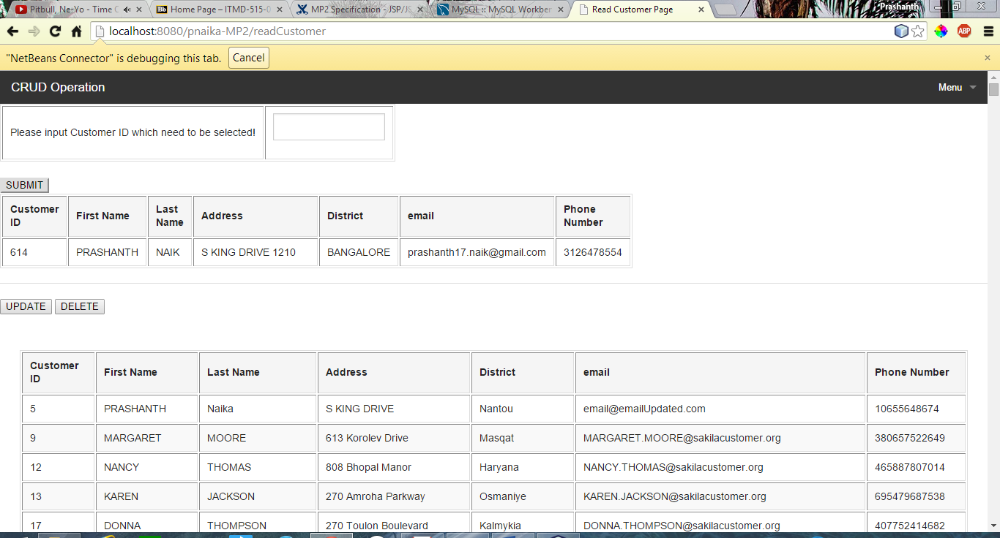 Pitbull, Ne-Yo - Time
Bb Home Page – ITMD-515-0
MP2 Specification - JSP/JS
MySQL :: MySQL Workben
Read Customer Page
Prashanth
localhost:8080/pnaika-MP2/readCustomer
ABP
"NetBeans Connector" is debugging this tab. Cancel
CRUD Operation Menu
Please input Customer ID which need to be selected!
SUBMIT
Customer ID First Name Last Name Address District email Phone Number
614 PRASHANTH NAIK S KING DRIVE 1210 BANGALORE prashanth17.naik@gmail.com 3126478554
UPDATE DELETE
Customer ID First Name Last Name Address District email Phone Number
5 PRASHANTH Naika S KING DRIVE Nantou email@emailUpdated.com 10655648674
9 MARGARET MOORE 613 Korolev Drive Masqat MARGARET.MOORE@sakilacustomer.org 380657522649
12 NANCY THOMAS 808 Bhopal Manor Haryana NANCY.THOMAS@sakilacustomer.org 465887807014
13 KAREN JACKSON 270 Amroha Parkway Osmaniye KAREN.JACKSON@sakilacustomer.org 695479687538
17 DONNA THOMPSON 270 Toulon Boulevard Kalmykia DONNA.THOMPSON@sakilacustomer.org 407752414682